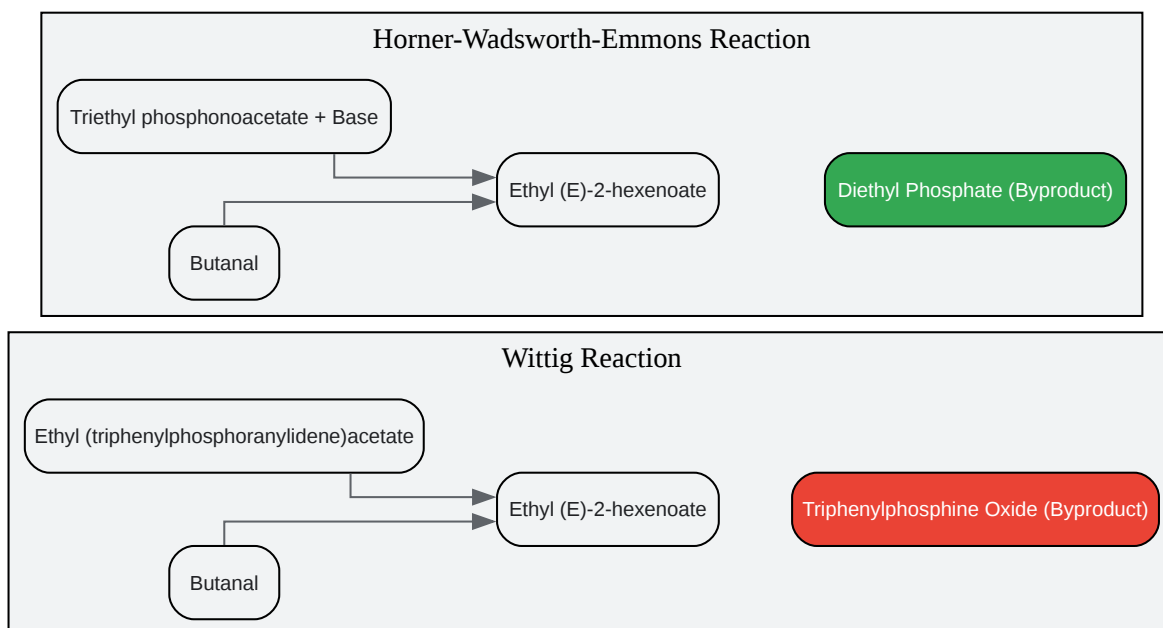 Horner-Wadsworth-Emmons Reaction
Triethyl phosphonoacetate + Base
Ethyl (E)-2-hexenoate
Diethyl Phosphate (Byproduct)
Butanal
Wittig Reaction
Ethyl (triphenylphosphoranylidene)acetate
Ethyl (E)-2-hexenoate
Triphenylphosphine Oxide (Byproduct)
Butanal